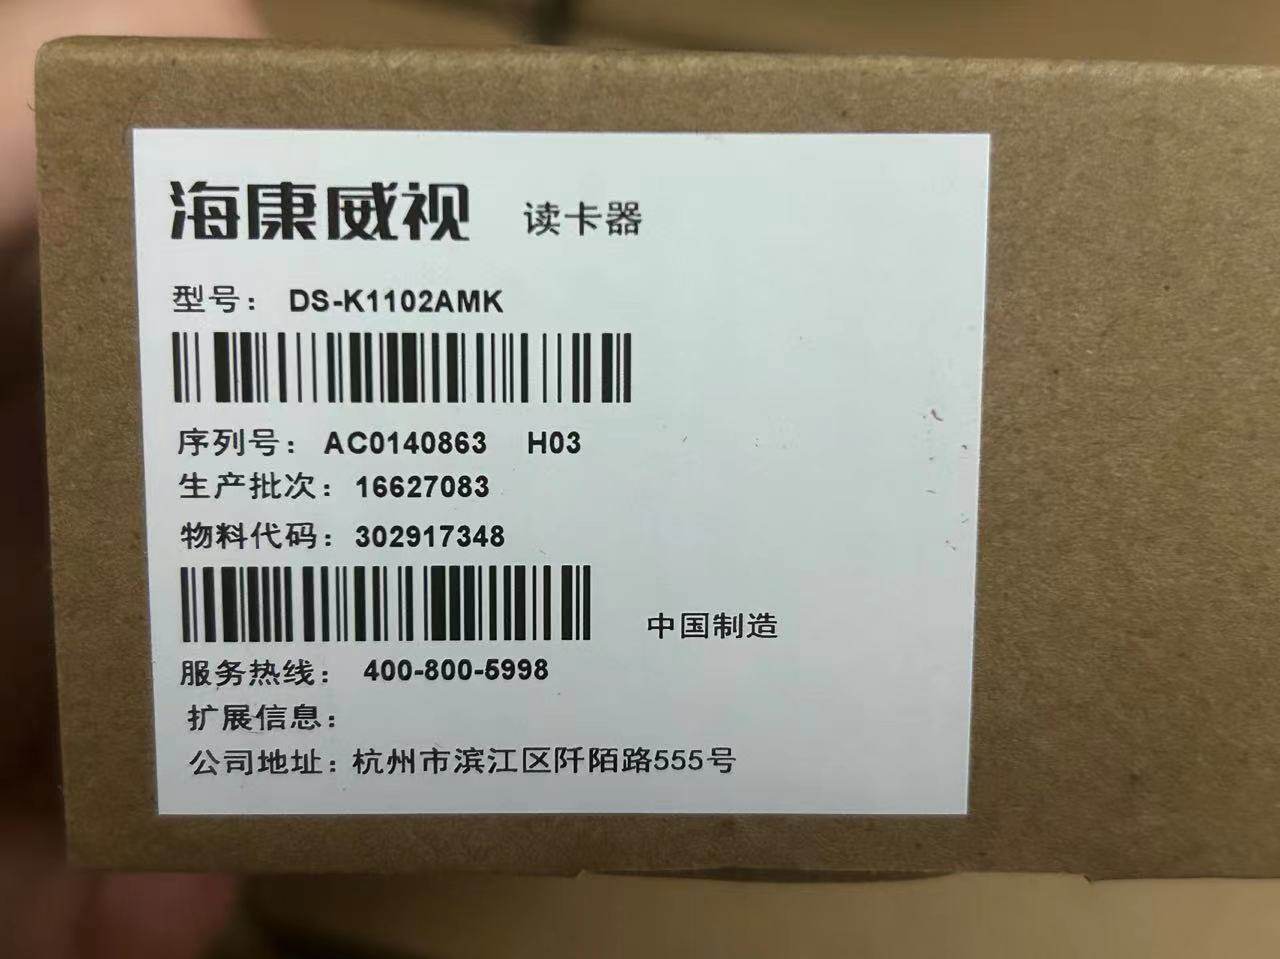 海康威视 读卡器
型号： DS-K1102AMK
序列号： AC0140863 H03
生产批次：16627083
物料代码：302917348
中国制造
服务热线： 400-800-5998
扩展信息：
公司地址：杭州市滨江区阡陌路555号